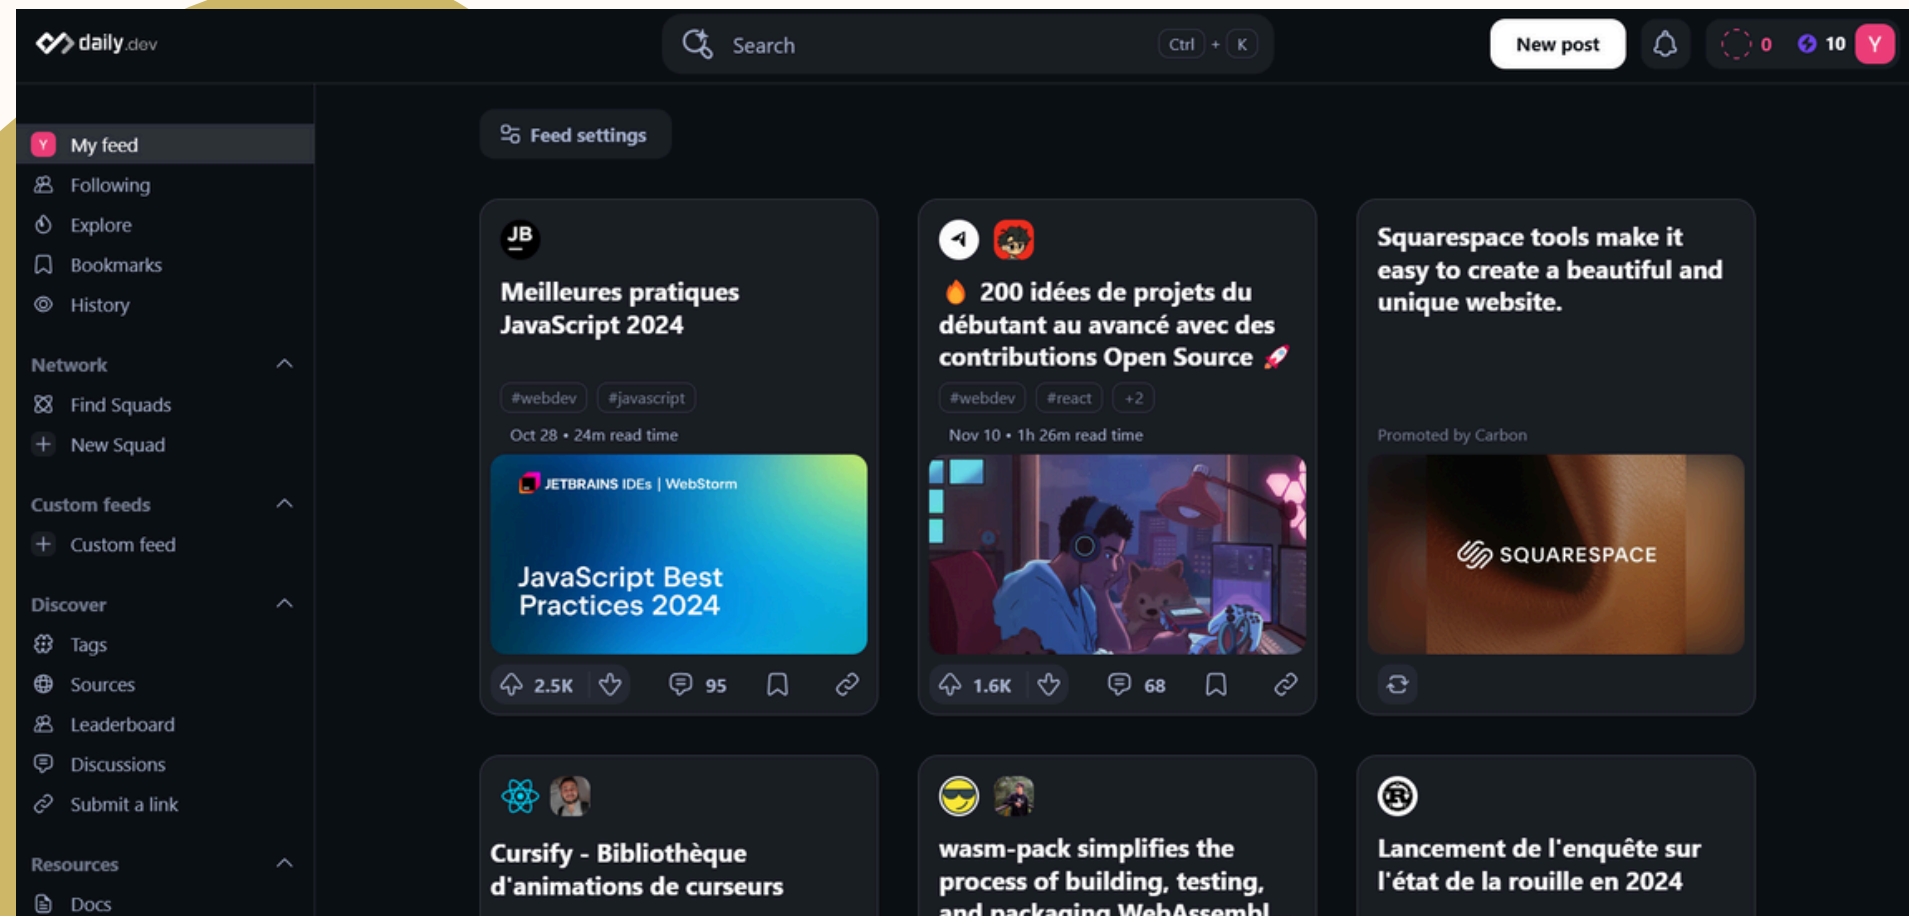 daily.dev
Search
Ctrl + K
New post
0
10
Y
Y My feed
Following
Explore
Bookmarks
History
Network
Find Squads
New Squad
Custom feeds
Custom feed
Discover
Tags
Sources
Leaderboard
Discussions
Submit a link
Resources
Docs
Feed settings
JB
Meilleures pratiques
JavaScript 2024
#webdev #javascript
Oct 28 • 24m read time
JETBRAINS IDEs | WebStorm
JavaScript Best
Practices 2024
2.5K 95
🔥 200 idées de projets du
débutant au avancé avec des
contributions Open Source 🚀
#webdev #react +2
Nov 10 • 1h 26m read time
1.6K 68
Squarespace tools make it
easy to create a beautiful and
unique website.
Promoted by Carbon
SQUARESPACE
Cursify - Bibliothèque
d'animations de curseurs
wasm-pack simplifies the
process of building, testing,
and packaging WebAssembl
R
Lancement de l'enquête sur
l'état de la rouille en 2024